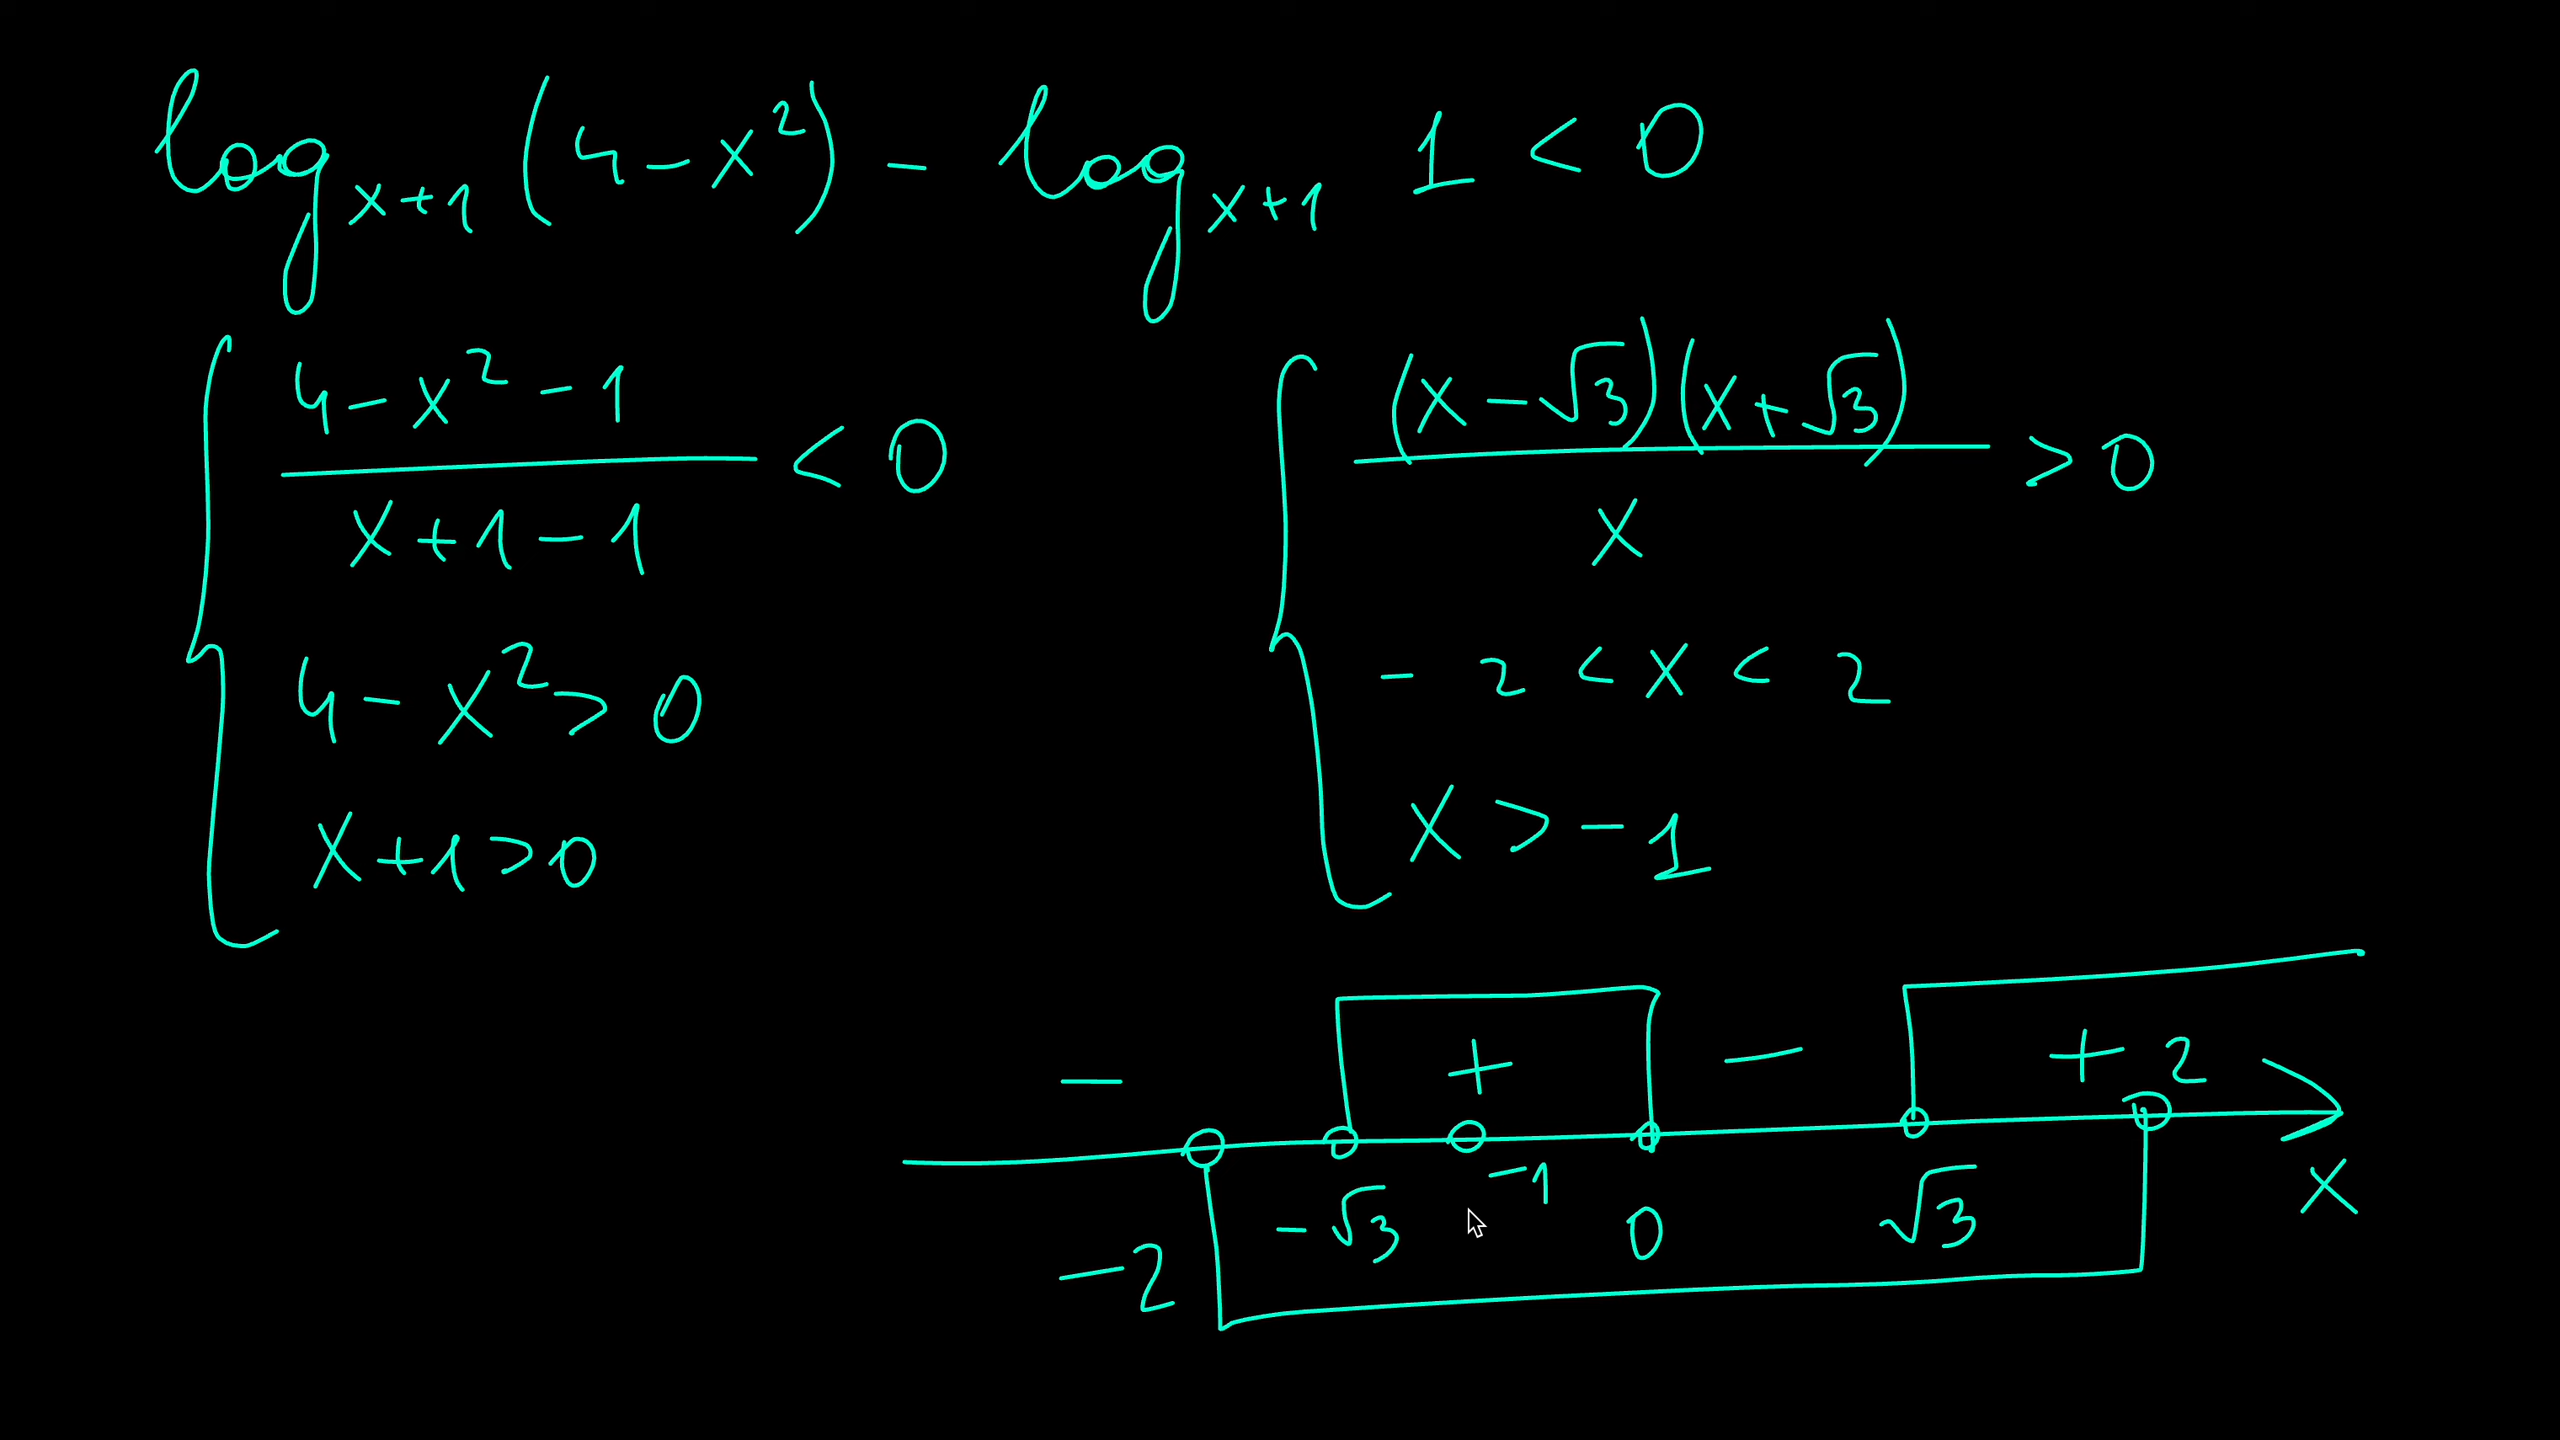 log_{x+1} (4 - x²) - log_{x+1} 1 < 0
(4 - x² - 1) / (x + 1 - 1) < 0
4 - x² > 0
x + 1 > 0
(x - √3)(x + √3) / x > 0
- 2 < x < 2
x > - 1
- + - + 2
-2 -√3 -1 0 √3 x